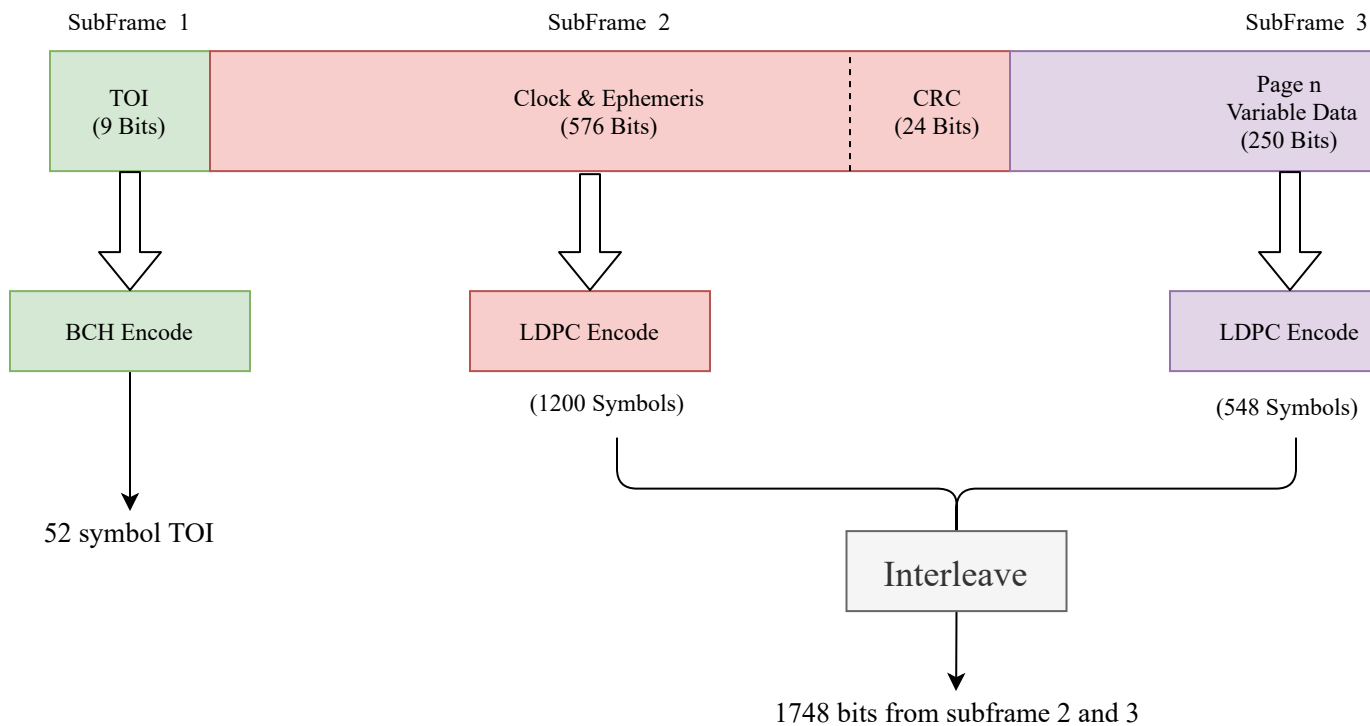 SubFrame 1
SubFrame 2
SubFrame 3
TOI
(9 Bits)
Clock & Ephemeris
(576 Bits)
CRC
(24 Bits)
Page n
Variable Data
(250 Bits)
BCH Encode
LDPC Encode
LDPC Encode
(1200 Symbols)
(548 Symbols)
52 symbol TOI
Interleave
1748 bits from subframe 2 and 3